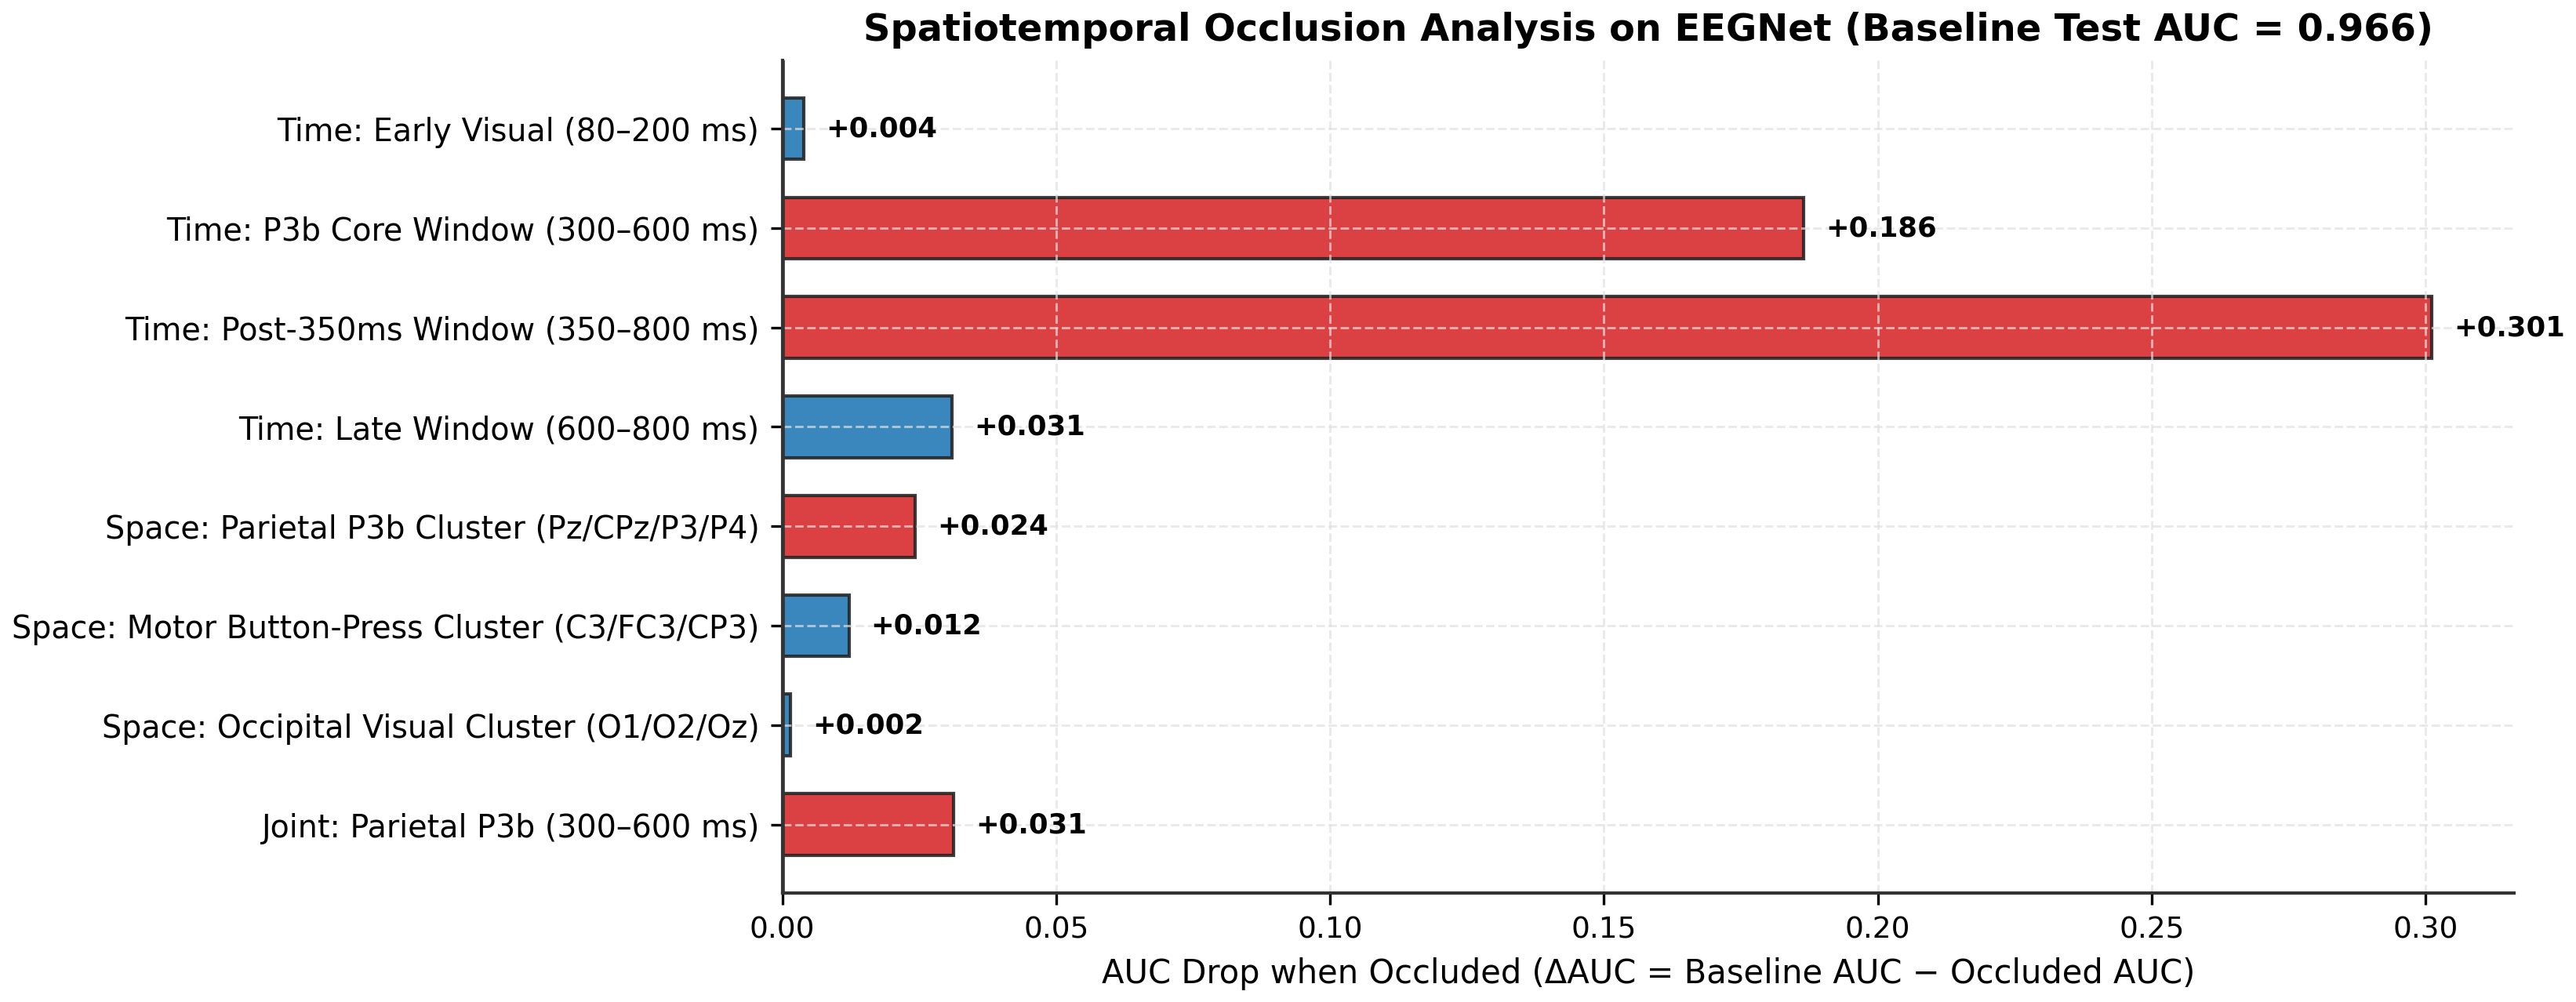 Spatiotemporal Occlusion Analysis on EEGNet (Baseline Test AUC = 0.966)
Time: Early Visual (80–200 ms)
+0.004
Time: P3b Core Window (300–600 ms)
+0.186
Time: Post-350ms Window (350–800 ms)
+0.301
Time: Late Window (600–800 ms)
+0.031
Space: Parietal P3b Cluster (Pz/CPz/P3/P4)
+0.024
Space: Motor Button-Press Cluster (C3/FC3/CP3)
+0.012
Space: Occipital Visual Cluster (O1/O2/Oz)
+0.002
Joint: Parietal P3b (300–600 ms)
+0.031
0.00 0.05 0.10 0.15 0.20 0.25 0.30
AUC Drop when Occluded (ΔAUC = Baseline AUC − Occluded AUC)